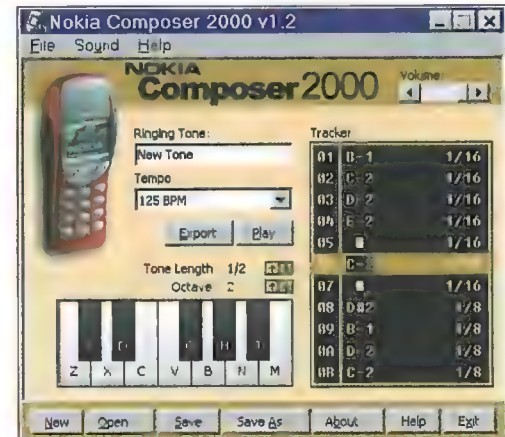 Nokia Composer 2000 v1.2
File Sound Help
NOKIA
Composer 2000
Volume
Ringing Tone:
New Tone
Tempo
125 BPM
Export Play
Tone Length 1/2
Octave 2
Z X C V B N M
Tracker
01 B-1 1/16
02 C-2 1/16
03 D-2 1/16
04 E-2 1/16
05 1/16
C-2
07 1/16
08 D#2 1/8
09 B-1 1/8
0A D-2 1/8
0B C-2 1/8
New Open Save Save As About Help Exit